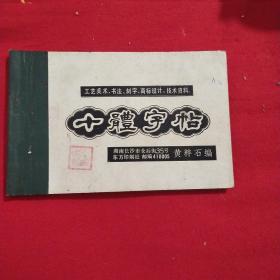 工艺美术、书法、刻字、商标设计、技术资料.
十體字帖
湖南长沙市仓后街35号
东方印刷社 邮编410005
黄粹石编